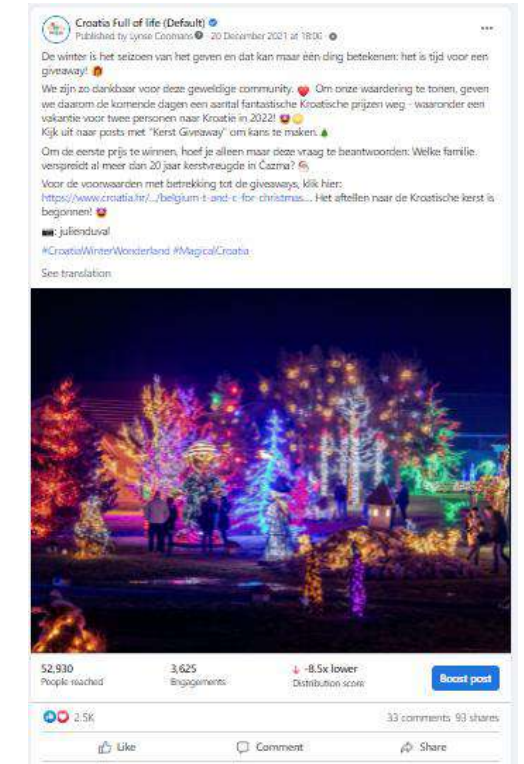 Croatia Full of life (Default)
Published by Lynse Coomans · 20 December 2021 at 18:00
De winter is het seizoen van het geven en dat kan maar één ding betekenen: het is tijd voor een
giveaway! 🎁
We zijn zo dankbaar voor deze geweldige community. ❤️ Om onze waardering te tonen, geven
we daarom de komende dagen een aantal fantastische Kroatische prijzen weg - waaronder een
vakantie voor twee personen naar Kroatië in 2022!
Kijk uit naar posts met "Kerst Giveaway" om kans te maken. 🎄
Om de eerste prijs te winnen, hoef je alleen maar deze vraag te beantwoorden: Welke familie
verspreidt al meer dan 20 jaar kerstvreugde in Čazma?
Voor de voorwaarden met betrekking tot de giveaways, klik hier:
https://www.croatia.hr/.../belgium-t-and-c-for-christmas.... Het aftellen naar de Kroatische kerst is
begonnen!
📷: julienduval
#CroatiaWinterWonderland #MagicalCroatia
See translation
52,930 3,625 ↓ -8.5x lower
People reached Engagements Distribution score
Boost post
2.5K 33 comments 93 shares
Like Comment Share